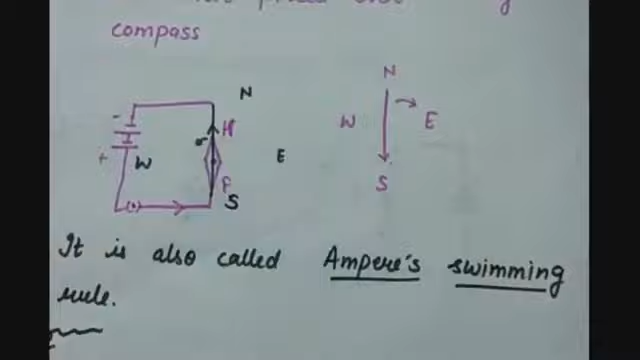 compass
N
N
H
W
E
W
E
F
S
S
It is also called Ampere's swimming
rule.